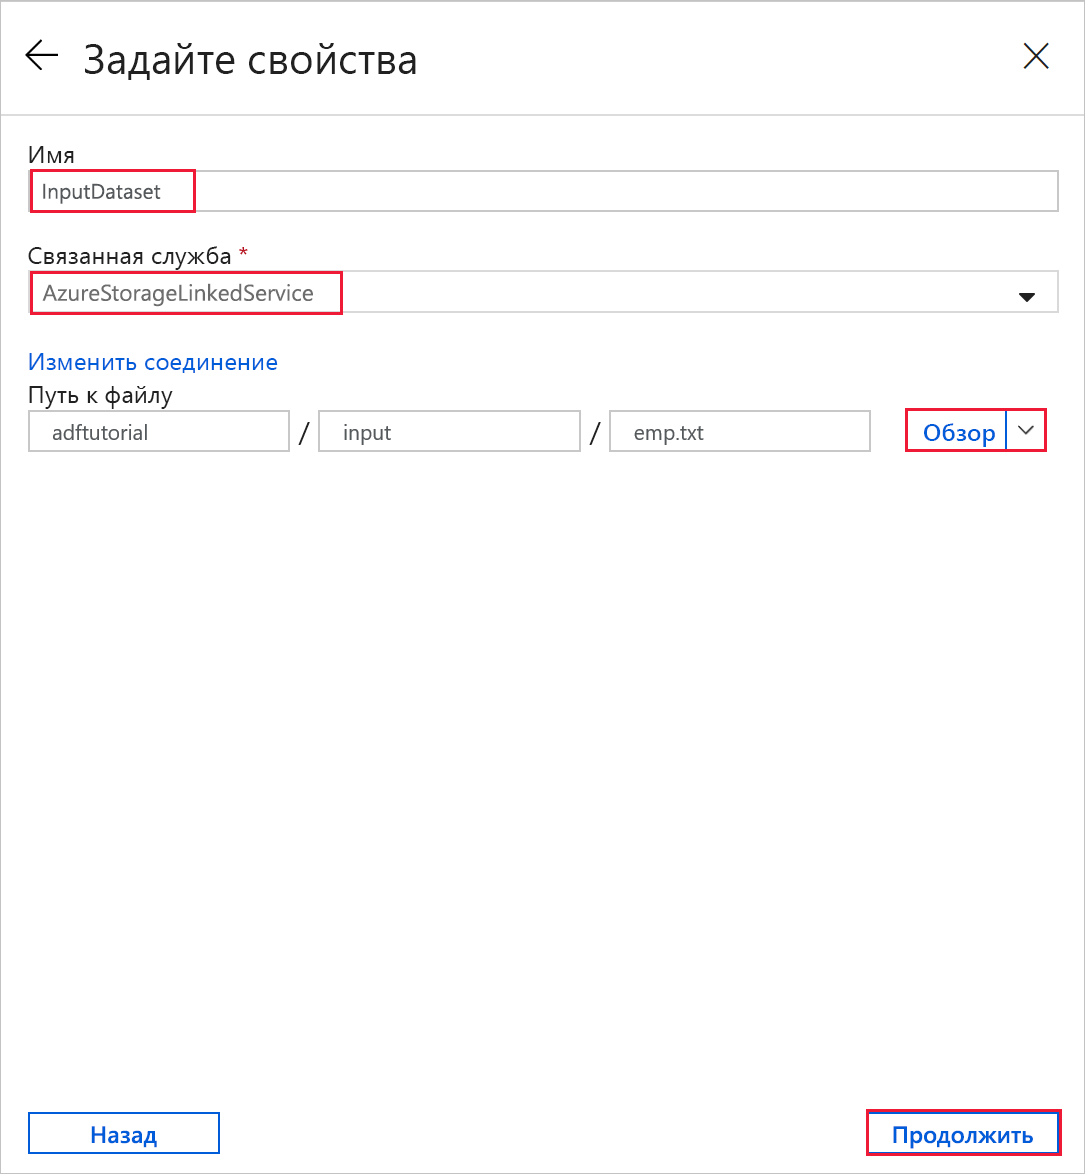 Задайте свойства
Имя
InputDataset
Связанная служба *
AzureStorageLinkedService
Изменить соединение
Путь к файлу
adftutorial / input / emp.txt Обзор
Назад Продолжить